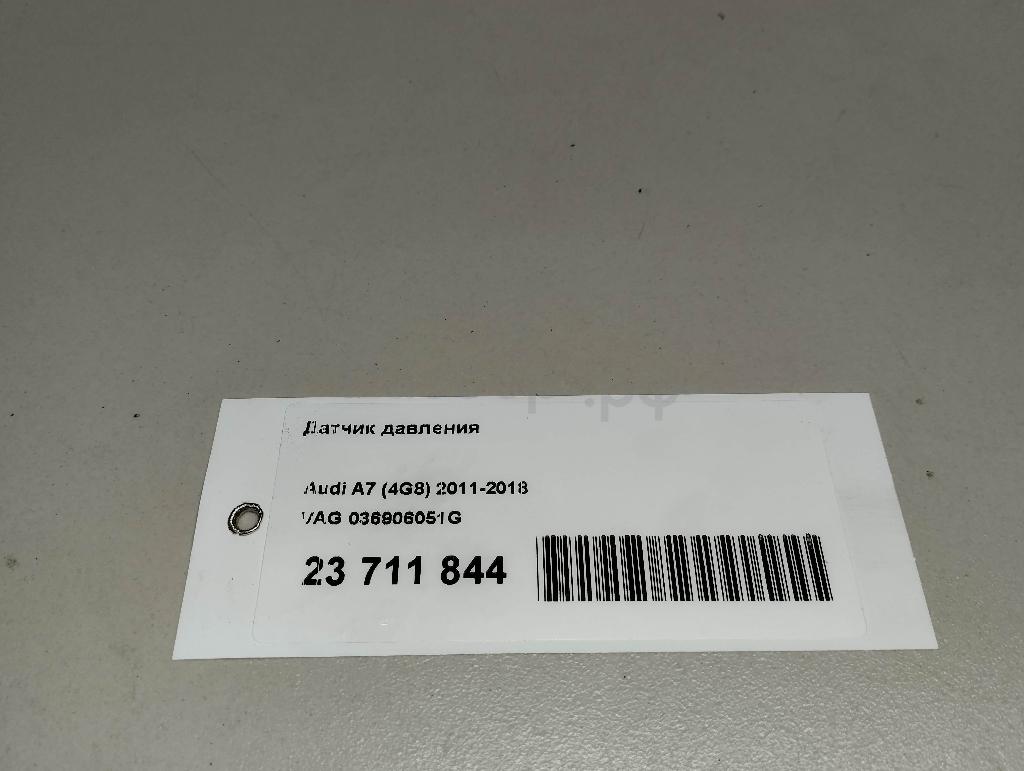 Датчик давления
Audi A7 (4G8) 2011-2018
VAG 036906051G
23 711 844